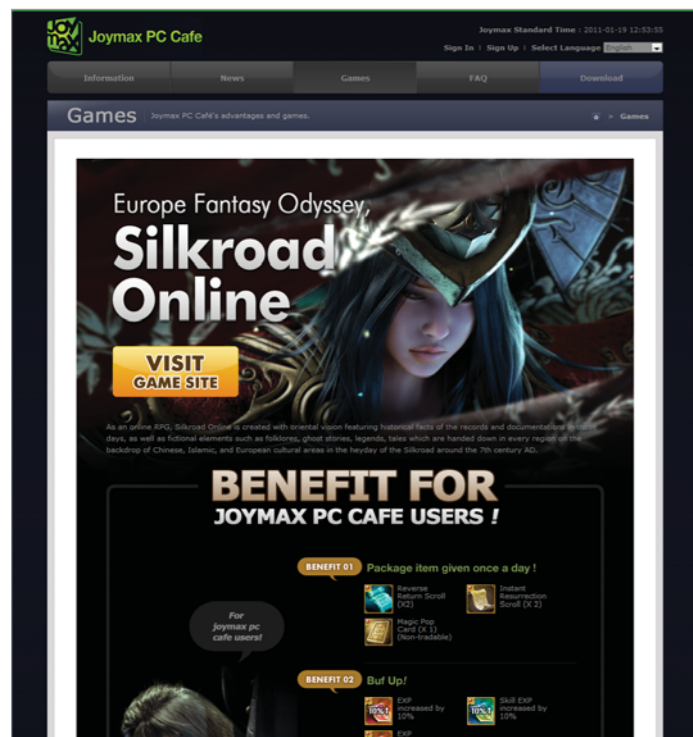 Joymax PC Cafe
Joymax Standard Time : 2011-01-19 12:53:55
Sign In | Sign Up | Select Language English
Information News Games FAQ Download
Games Joymax PC Café's advantages and games. > Games
Europe Fantasy Odyssey,
Silkroad
Online
VISIT
GAME SITE
As an online RPG, Silkroad Online is created with oriental vision featuring historical facts of the records and documentations in
days, as well as fictional elements such as folklores, ghost stories, legends, tales which are handed down in every region on the
backdrop of Chinese, Islamic, and European cultural areas in the heyday of the Silkroad around the 7th century AD.
BENEFIT FOR
JOYMAX PC CAFE USERS !
BENEFIT 01 Package item given once a day !
Reverse
Return Scroll
(X2)
Instant
Resurrection
Scroll (X 2)
Magic Pop
Card (X 1)
(Non-tradable)
For
joymax pc
cafe users!
BENEFIT 02 Buf Up!
10%↑
EXP
increased by
10%
10%↑
Skill EXP
increased by
10%
EXP